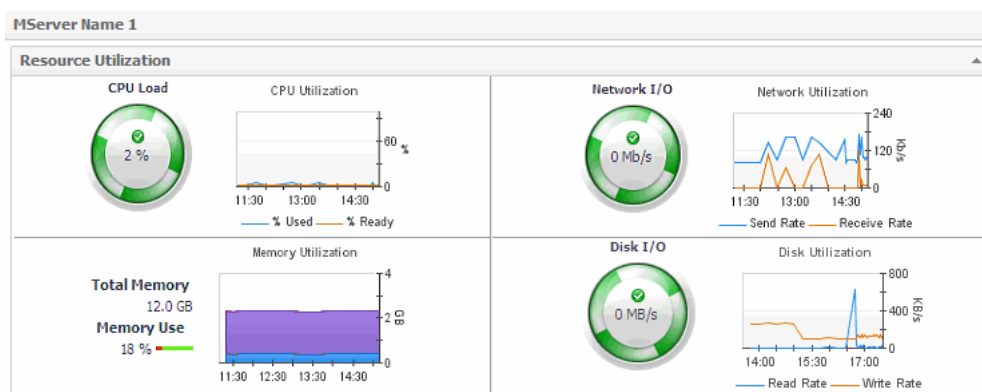 MServer Name 1
Resource Utilization
CPU Load
2 %
CPU Utilization
60
0
%
11:30 13:00 14:30
% Used % Ready
Network I/O
0 Mb/s
Network Utilization
240
120
0
Kb/s
11:30 13:00 14:30
Send Rate Receive Rate
Total Memory
12.0 GB
Memory Use
18 %
Memory Utilization
4
2
0
GB
11:30 12:30 13:30 14:30
Disk I/O
0 MB/s
Disk Utilization
800
400
0
KB/s
14:00 15:30 17:00
Read Rate Write Rate